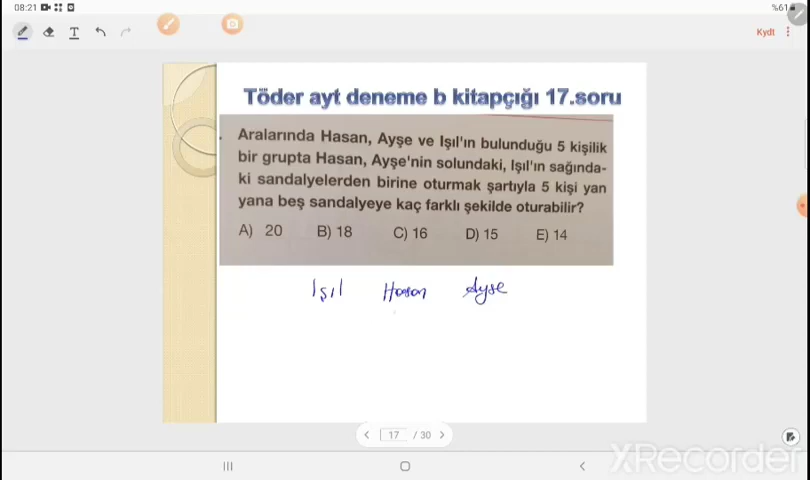 08:21
%61
T
Kydt
Töder ayt deneme b kitapçığı 17.soru
Aralarında Hasan, Ayşe ve Işıl'ın bulunduğu 5 kişilik
bir grupta Hasan, Ayşe'nin solundaki, Işıl'ın sağında-
ki sandalyelerden birine oturmak şartıyla 5 kişi yan
yana beş sandalyeye kaç farklı şekilde oturabilir?
A) 20 B) 18 C) 16 D) 15 E) 14
Işıl Hasan Ayşe
17 / 30
XRecorder